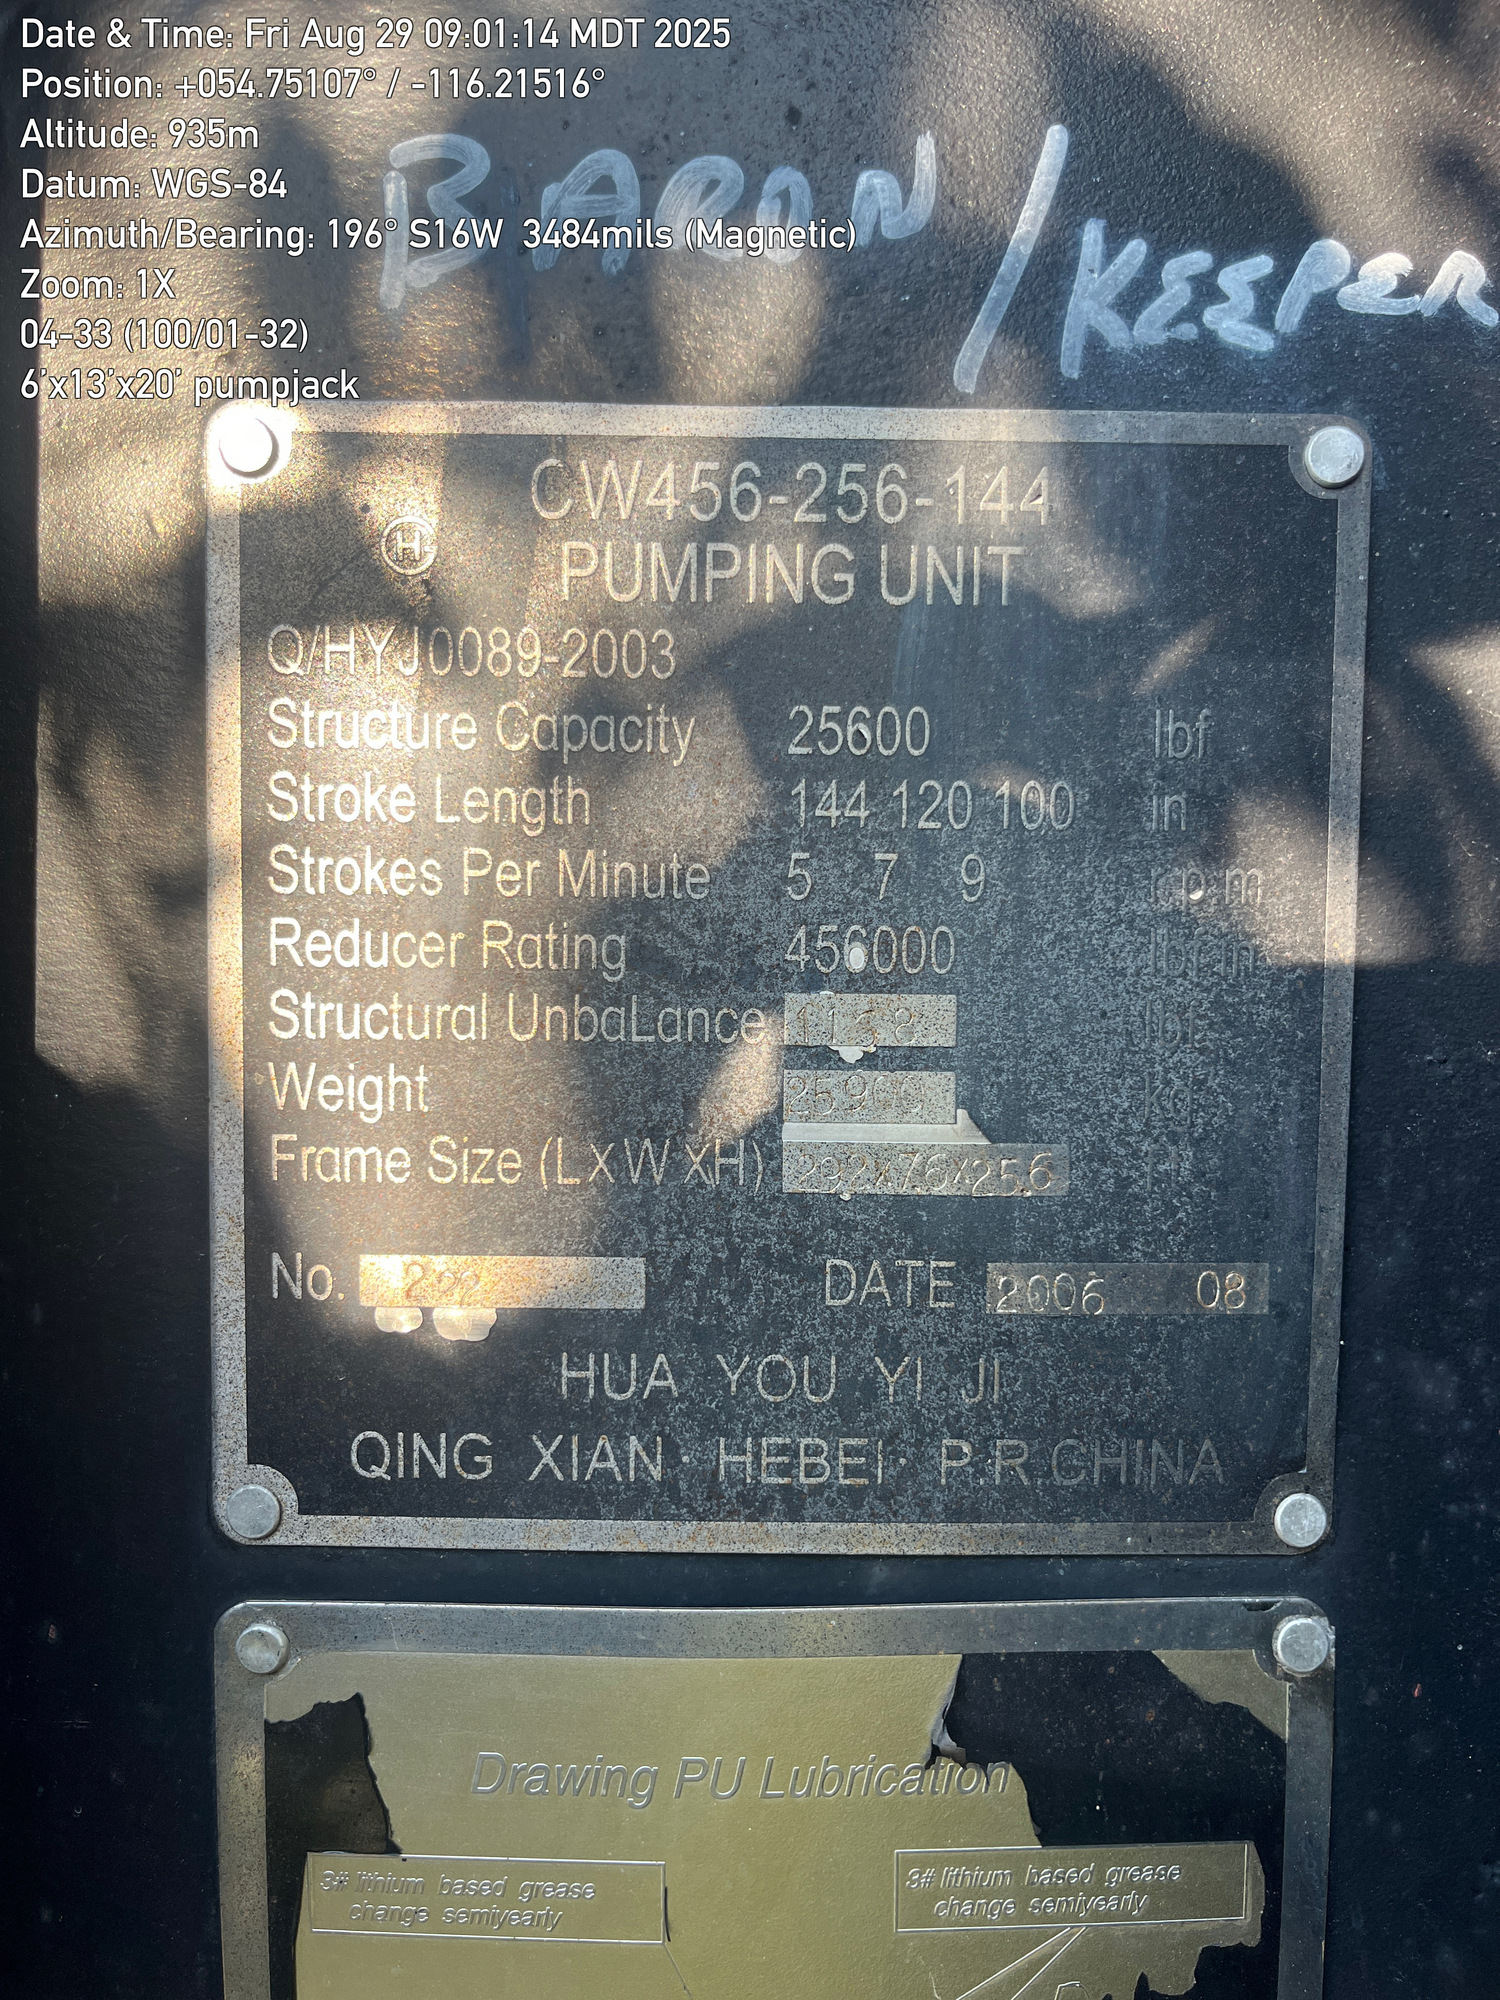 Date & Time: Fri Aug 29 09:01:14 MDT 2025
Position: +054.75107° / -116.21516°
Altitude: 935m
Datum: WGS-84
Azimuth/Bearing: 196° S16W 3484mils (Magnetic)
Zoom: 1X
04-33 (100/01-32)
6'x13'x20' pumpjack
BARON / KEEPER
CW456-256-144
H
PUMPING UNIT
Q/HYJ0089-2003
Structure Capacity 25600 lbf
Stroke Length 144 120 100 in
Strokes Per Minute 5 7 9 r.p.m
Reducer Rating 456000 lbf.in
Structural UnbaLance lbf
Weight 25900 kg
Frame Size (LXWXH) 292x76x256
No. DATE 2006 08
HUA YOU YI JI
QING XIAN · HEBEI · P.R.CHINA
Drawing PU Lubrication
3# lithium based grease
change semiyearly
3# lithium based grease
change semiyearly